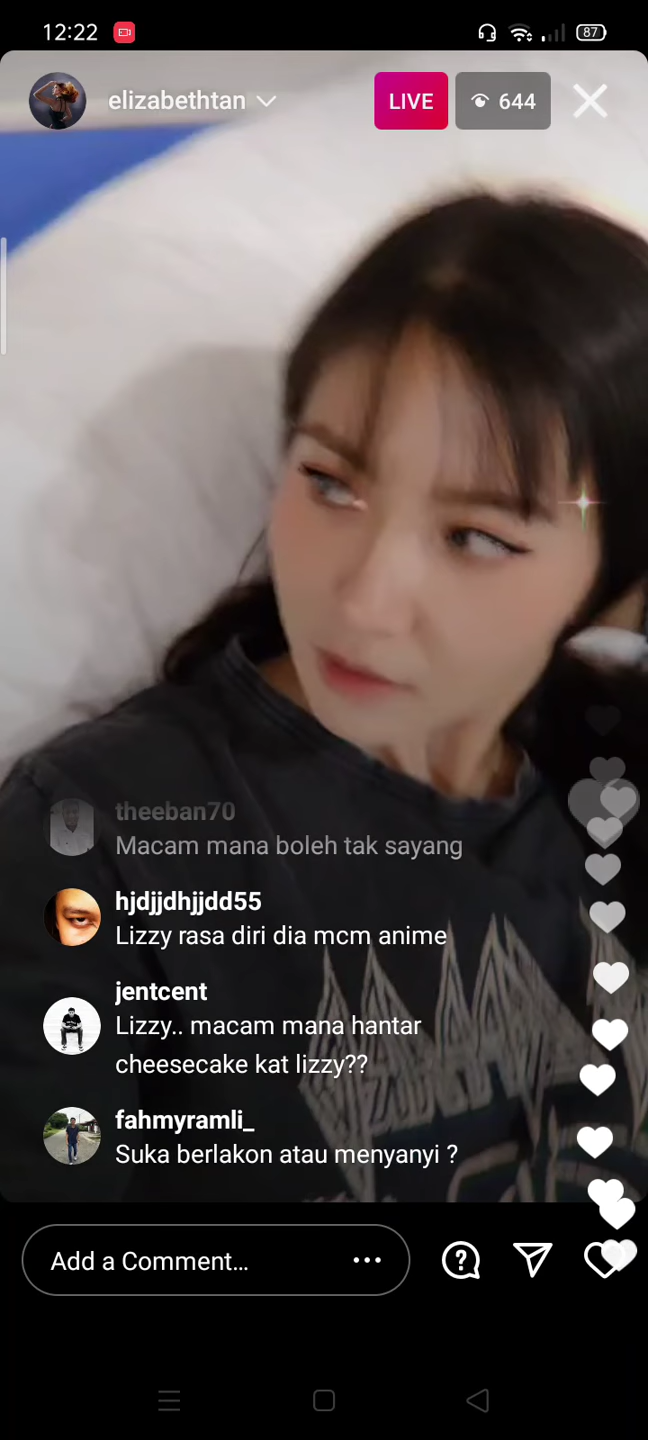 12:22
87
elizabethtan
LIVE
644
theeban70
Macam mana boleh tak sayang
hjdjjdhjjdd55
Lizzy rasa diri dia mcm anime
jentcent
Lizzy.. macam mana hantar
cheesecake kat lizzy??
fahmyramli_
Suka berlakon atau menyanyi ?
Add a Comment...